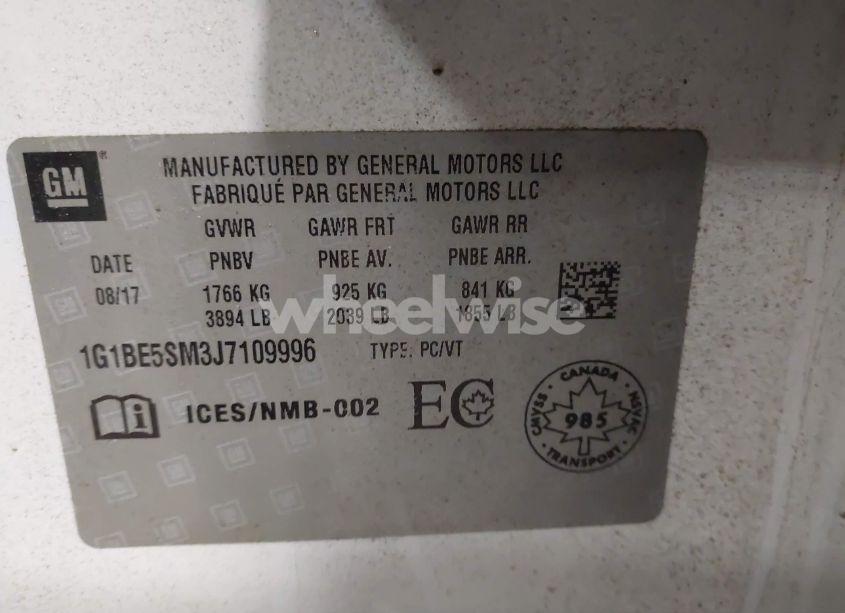 GM
MANUFACTURED BY GENERAL MOTORS LLC
FABRIQUÉ PAR GENERAL MOTORS LLC
GVWR GAWR FRT GAWR RR
DATE PNBV PNBE AV. PNBE ARR.
08/17 1766 KG 925 KG 841 KG
3894 LB 2039 LB 1855 LB
wheelwise
1G1BE5SM3J7109996 TYPE: PC/VT
ICES/NMB-002 EC
CANADA
CMVSS 985 NSVAC
TRANSPORT